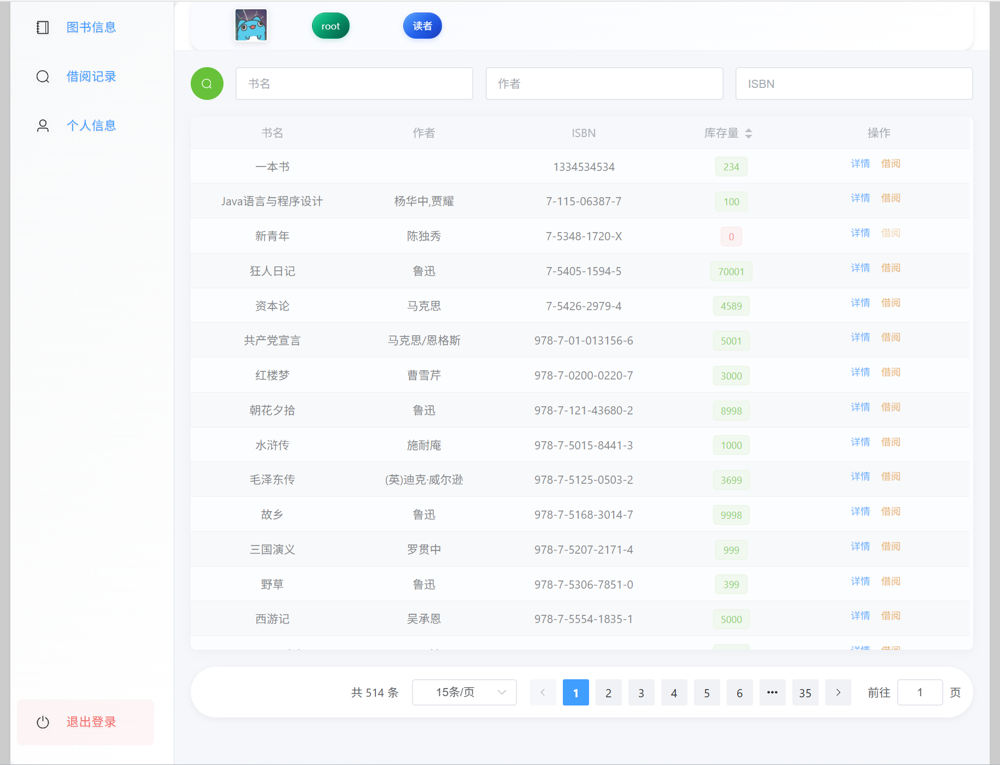 图书信息
借阅记录
个人信息
退出登录
root 读者
书名 作者 ISBN
书名 作者 ISBN 库存量 操作
一本书 1334534534 234 详情 借阅
Java语言与程序设计 杨华中,贾耀 7-115-06387-7 100 详情 借阅
新青年 陈独秀 7-5348-1720-X 0 详情 借阅
狂人日记 鲁迅 7-5405-1594-5 70001 详情 借阅
资本论 马克思 7-5426-2979-4 4589 详情 借阅
共产党宣言 马克思/恩格斯 978-7-01-013156-6 5001 详情 借阅
红楼梦 曹雪芹 978-7-0200-0220-7 3000 详情 借阅
朝花夕拾 鲁迅 978-7-121-43680-2 8998 详情 借阅
水浒传 施耐庵 978-7-5015-8441-3 1000 详情 借阅
毛泽东传 (英)迪克·威尔逊 978-7-5125-0503-2 3699 详情 借阅
故乡 鲁迅 978-7-5168-3014-7 9998 详情 借阅
三国演义 罗贯中 978-7-5207-2171-4 999 详情 借阅
野草 鲁迅 978-7-5306-7851-0 399 详情 借阅
西游记 吴承恩 978-7-5554-1835-1 5000 详情 借阅
详情 借阅
共 514 条 15条/页 1 2 3 4 5 6 ••• 35 前往 1 页